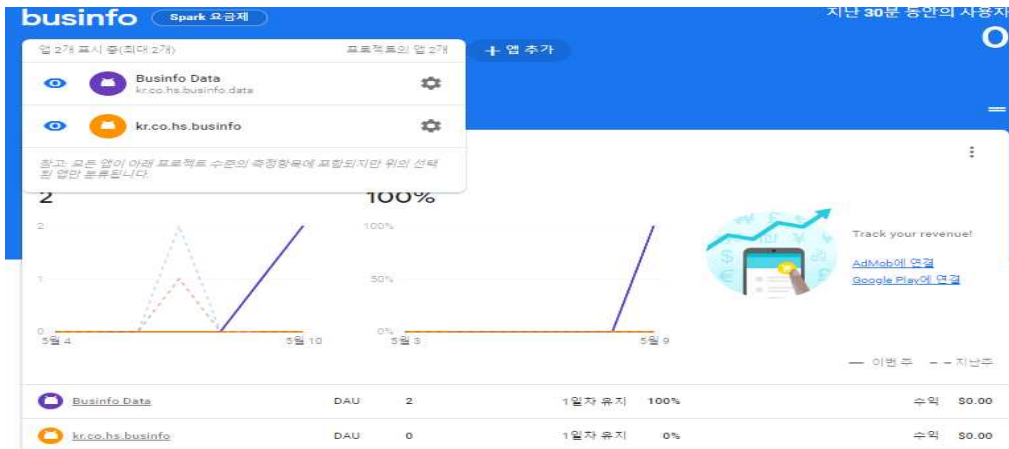 businfo Spark 요금제
지난 30분 동안의 사용자
0
앱 2개 표시 중(최대 2개) 프로젝트의 앱 2개
+ 앱 추가
Businfo Data
kr.co.hs.businfo.data
kr.co.hs.businfo
참고: 모든 앱이 아래 프로젝트 수준의 측정항목에 포함되지만 위의 선택
된 앱만 분류됩니다.
2 100%
2
1
0
5월 4 5월 10
100%
50%
0%
5월 3 5월 9
Track your revenue!
AdMob에 연결
Google Play에 연결
이번 주 지난주
Businfo Data DAU 2 1일차 유지 100% 수익 $0.00
kr.co.hs.businfo DAU 0 1일차 유지 0% 수익 $0.00